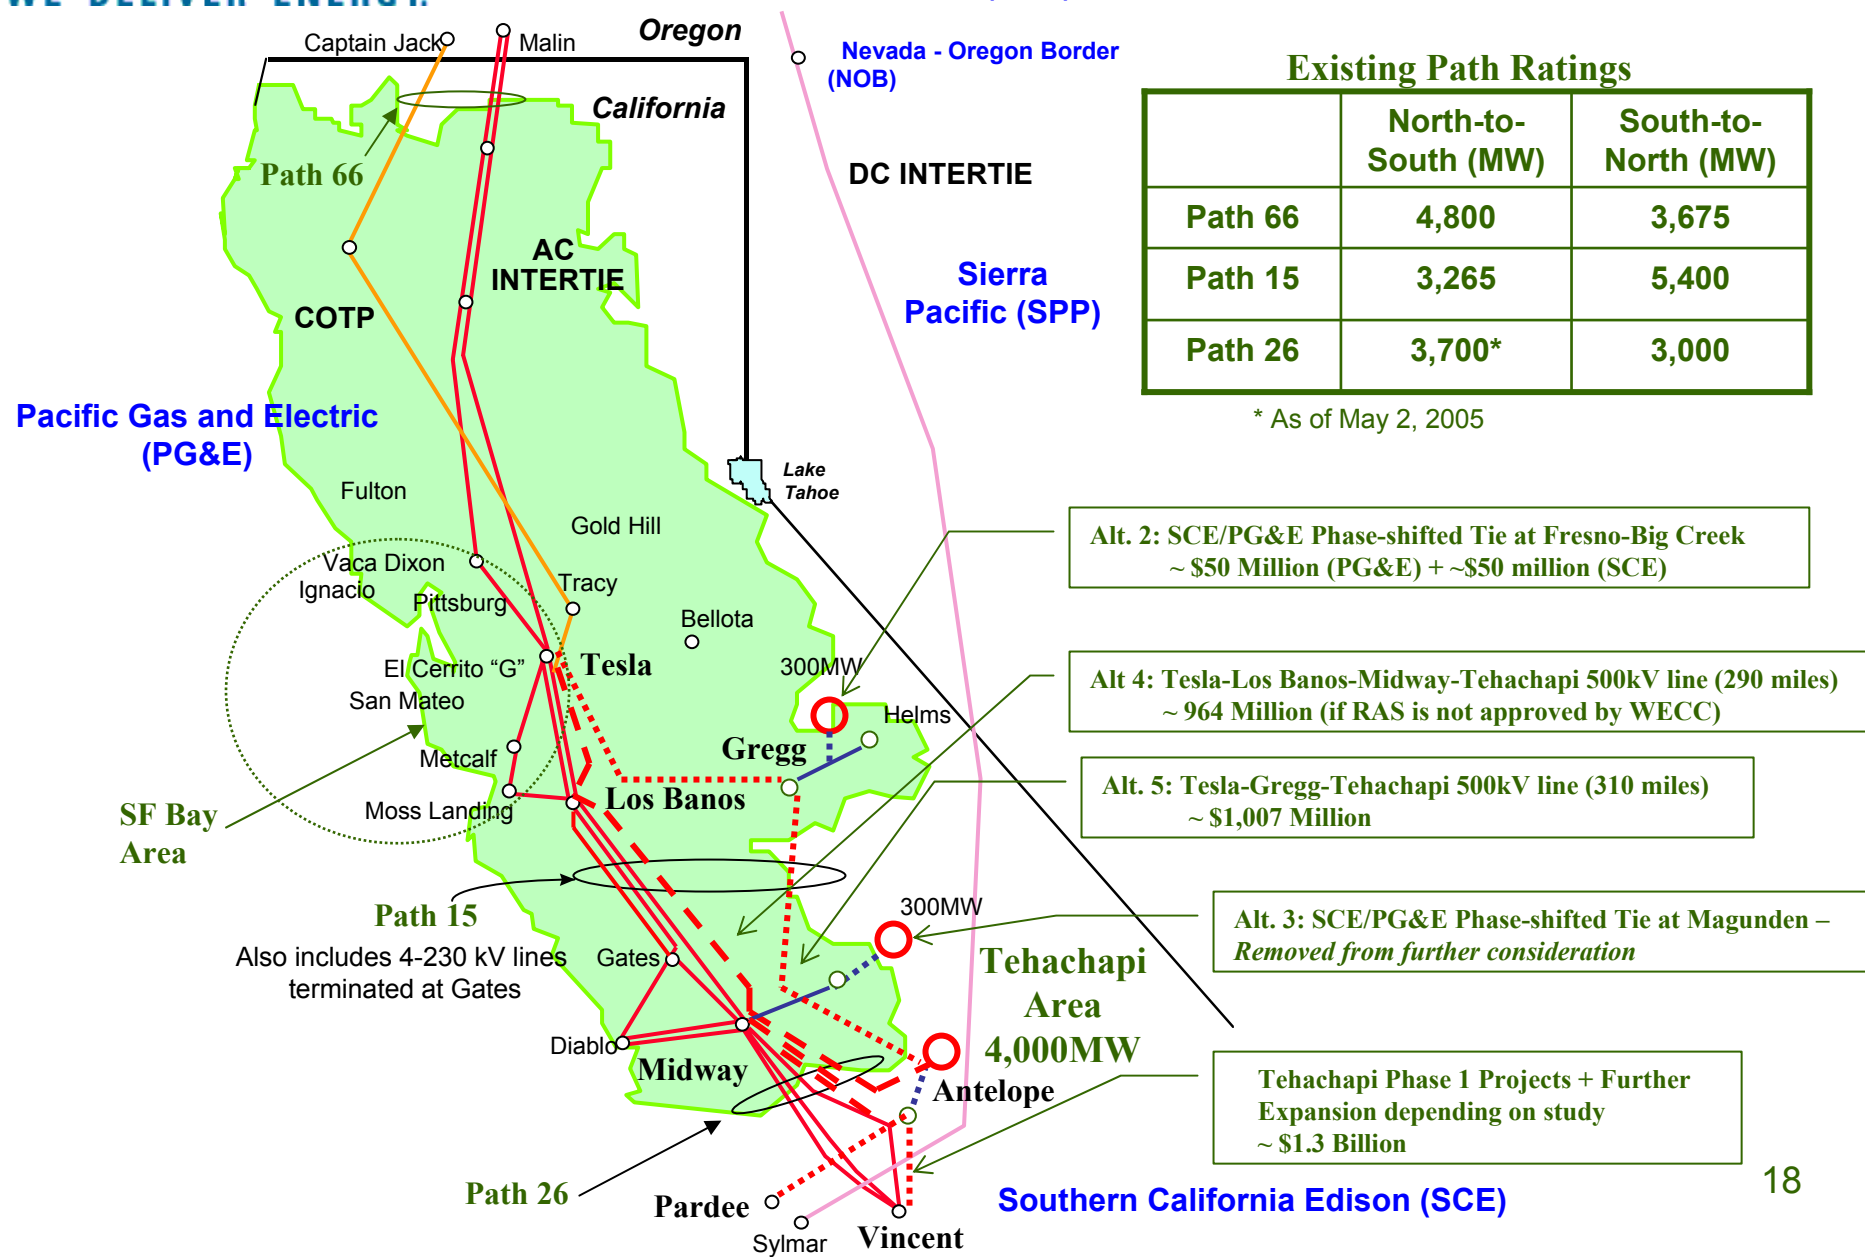 WE DELIVER ENERGY.
Captain Jack
Malin
Oregon
Nevada - Oregon Border
(NOB)
California
Path 66
DC INTERTIE
AC
INTERTIE
COTP
Sierra
Pacific (SPP)
Existing Path Ratings
North-to-
South (MW)
South-to-
North (MW)
Path 66
4,800
3,675
Path 15
3,265
5,400
Path 26
3,700*
3,000
* As of May 2, 2005
Pacific Gas and Electric
(PG&E)
Lake
Tahoe
Fulton
Gold Hill
Vaca Dixon
Ignacio
Pittsburg
Tracy
Bellota
El Cerrito “G”
Tesla
San Mateo
300MW
Helms
Gregg
Metcalf
Moss Landing
Los Banos
SF Bay
Area
Alt. 2: SCE/PG&E Phase-shifted Tie at Fresno-Big Creek
~ $50 Million (PG&E) + ~$50 million (SCE)
Alt 4: Tesla-Los Banos-Midway-Tehachapi 500kV line (290 miles)
~ 964 Million (if RAS is not approved by WECC)
Alt. 5: Tesla-Gregg-Tehachapi 500kV line (310 miles)
~ $1,007 Million
Path 15
Also includes 4-230 kV lines
terminated at Gates
Gates
300MW
Alt. 3: SCE/PG&E Phase-shifted Tie at Magunden –
Removed from further consideration
Tehachapi
Area
4,000MW
Diablo
Midway
Antelope
Tehachapi Phase 1 Projects + Further
Expansion depending on study
~ $1.3 Billion
Path 26
Pardee
Sylmar
Vincent
Southern California Edison (SCE)
18